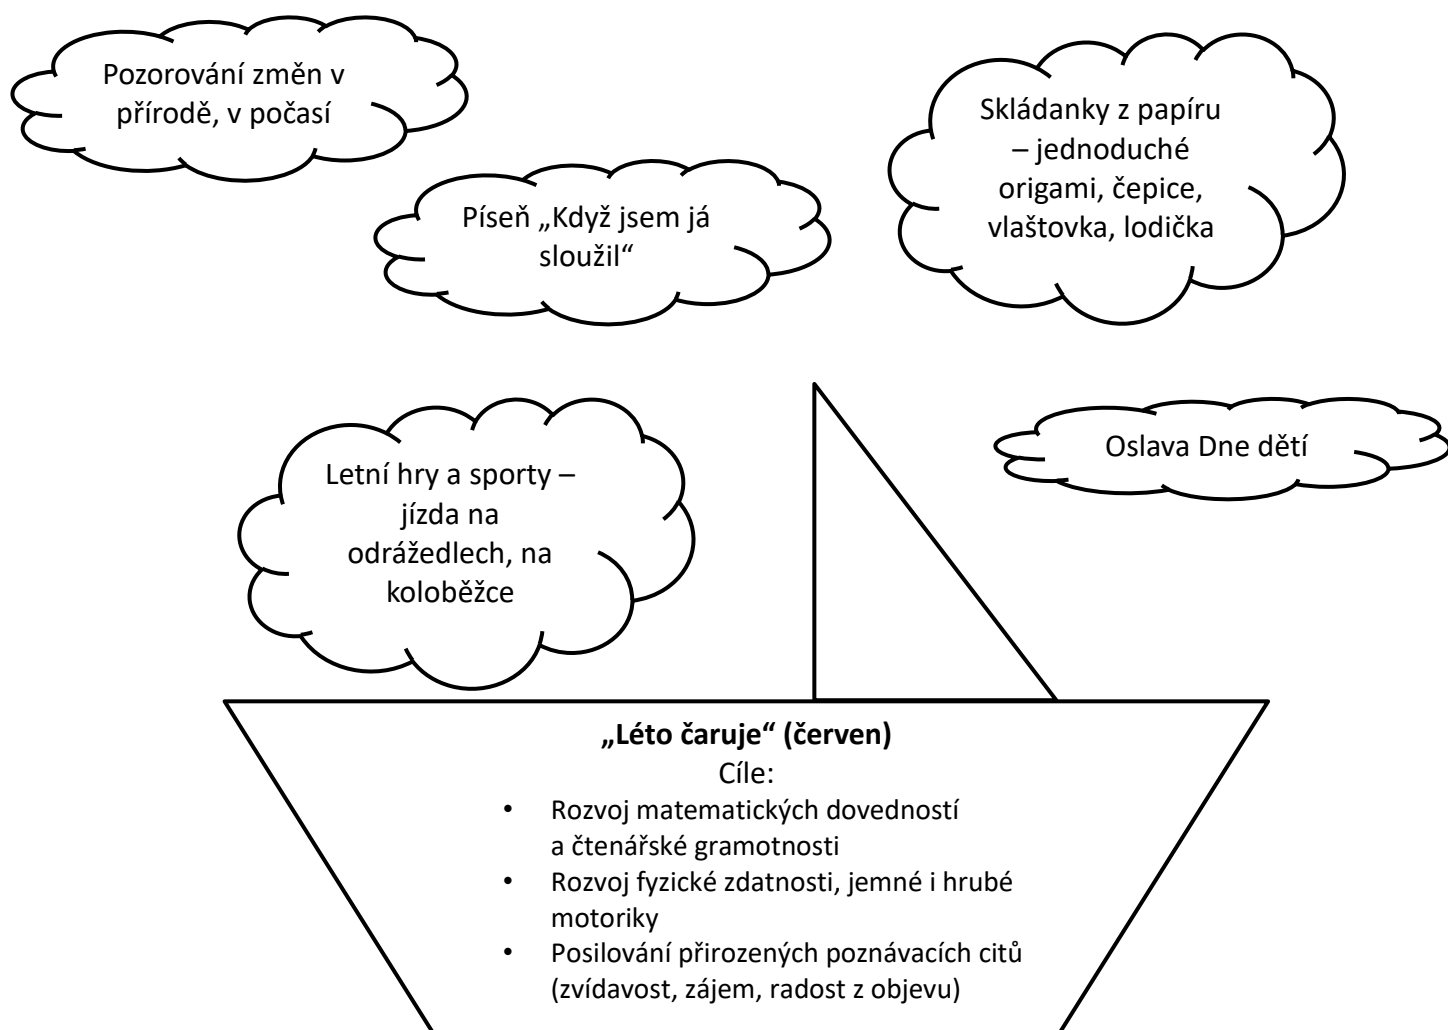 Pozorování změn v
přírodě, v počasí
Píseň „Když jsem já
sloužil“
Skládanky z papíru
– jednoduché
origami, čepice,
vlaštovka, lodička
Letní hry a sporty –
jízda na
odrážedlech, na
koloběžce
Oslava Dne dětí
„Léto čaruje“ (červen)
Cíle:
• Rozvoj matematických dovedností
a čtenářské gramotnosti
• Rozvoj fyzické zdatnosti, jemné i hrubé
motoriky
• Posilování přirozených poznávacích citů
(zvídavost, zájem, radost z objevu)